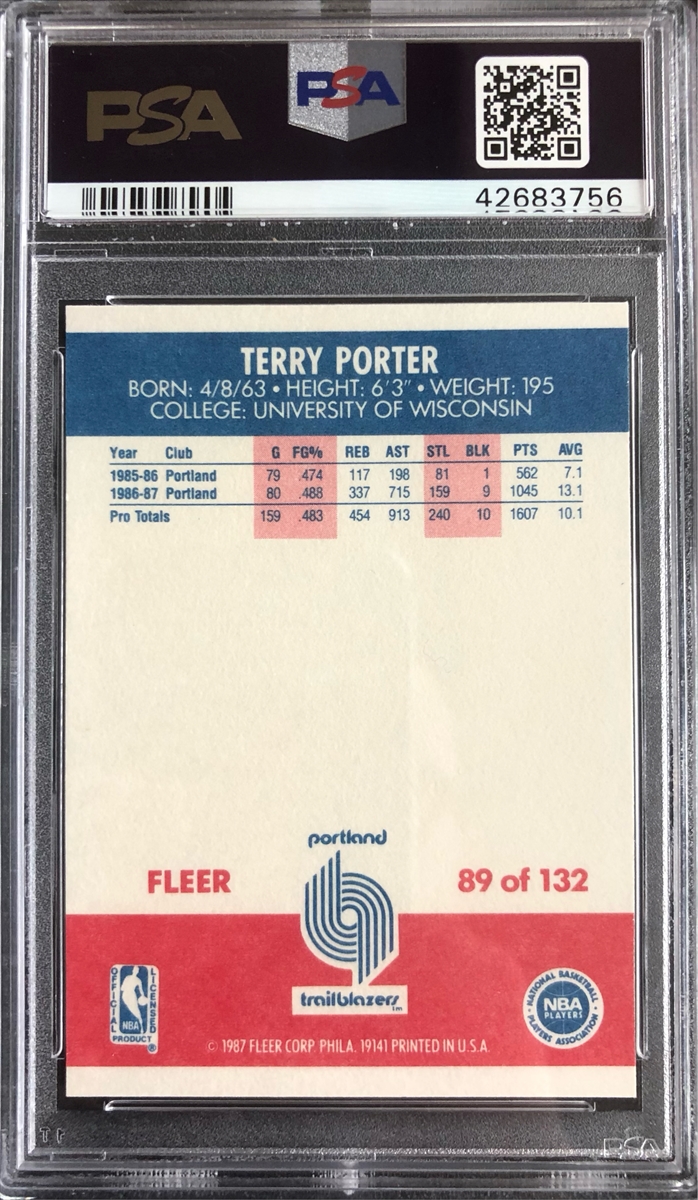 PSA PSA
42683756
TERRY PORTER
BORN: 4/8/63 • HEIGHT: 6'3" • WEIGHT: 195
COLLEGE: UNIVERSITY OF WISCONSIN
Year Club G FG% REB AST STL BLK PTS AVG
1985-86 Portland 79 .474 117 198 81 1 562 7.1
1986-87 Portland 80 .488 337 715 159 9 1045 13.1
Pro Totals 159 .483 454 913 240 10 1607 10.1
portland
FLEER 89 of 132
trailblazers TM
OFFICIAL LICENSED
NBA
PRODUCT ®
NATIONAL BASKETBALL
NBA
PLAYERS
PLAYERS ASSOCIATION
© 1987 FLEER CORP. PHILA. 19141 PRINTED IN U.S.A.
PSA